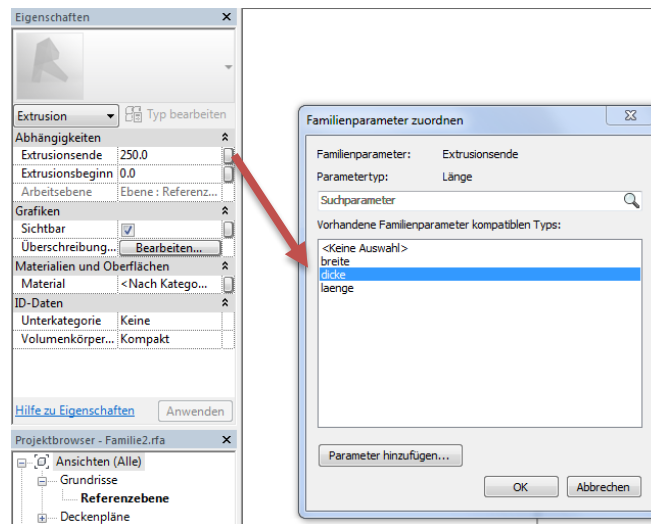 Eigenschaften
Extrusion
Typ bearbeiten
Abhängigkeiten
Extrusionsende 250.0
Extrusionsbeginn 0.0
Arbeitsebene Ebene : Referenz...
Grafiken
Sichtbar
Überschreibung... Bearbeiten...
Materialien und Oberflächen
Material <Nach Katego...
ID-Daten
Unterkategorie Keine
Volumenkörper... Kompakt
Hilfe zu Eigenschaften
Anwenden
Projektbrowser - Familie2.rfa
Ansichten (Alle)
Grundrisse
Referenzebene
Deckenpläne
Familienparameter zuordnen
Familienparameter: Extrusionsende
Parametertyp: Länge
Suchparameter
Vorhandene Familienparameter kompatiblen Typs:
<Keine Auswahl>
breite
dicke
laenge
Parameter hinzufügen...
OK
Abbrechen